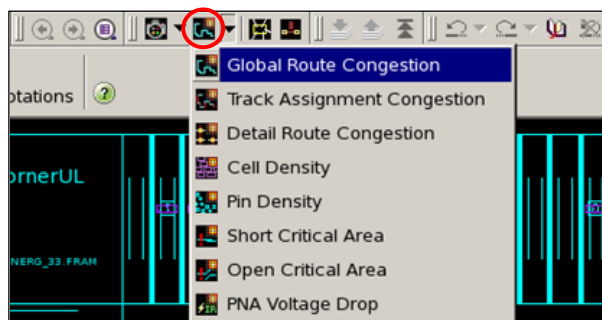 otations
Global Route Congestion
Track Assignment Congestion
Detail Route Congestion
Cell Density
Pin Density
Short Critical Area
Open Critical Area
PNA Voltage Drop
ornerUL
NERG_33.FRAM
IR